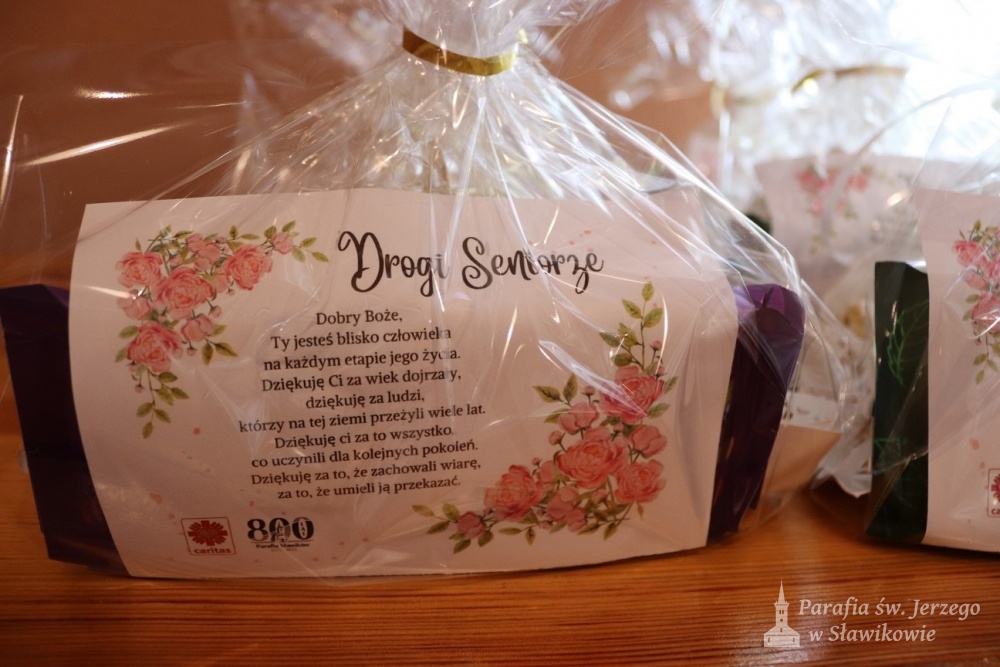 Drogi Seniorze
Dobry Boże,
Ty jesteś blisko człowieka
na każdym etapie jego życia.
Dziękuję Ci za wiek dojrzały,
dziękuję za ludzi,
którzy na tej ziemi przeżyli wiele lat.
Dziękuję ci za to wszystko
co uczynili dla kolejnych pokoleń.
Dziękuję za to, że zachowali wiarę,
za to, że umieli ją przekazać.
caritas
800
Parafia Sławików
Parafia św. Jerzego
w Sławikowie